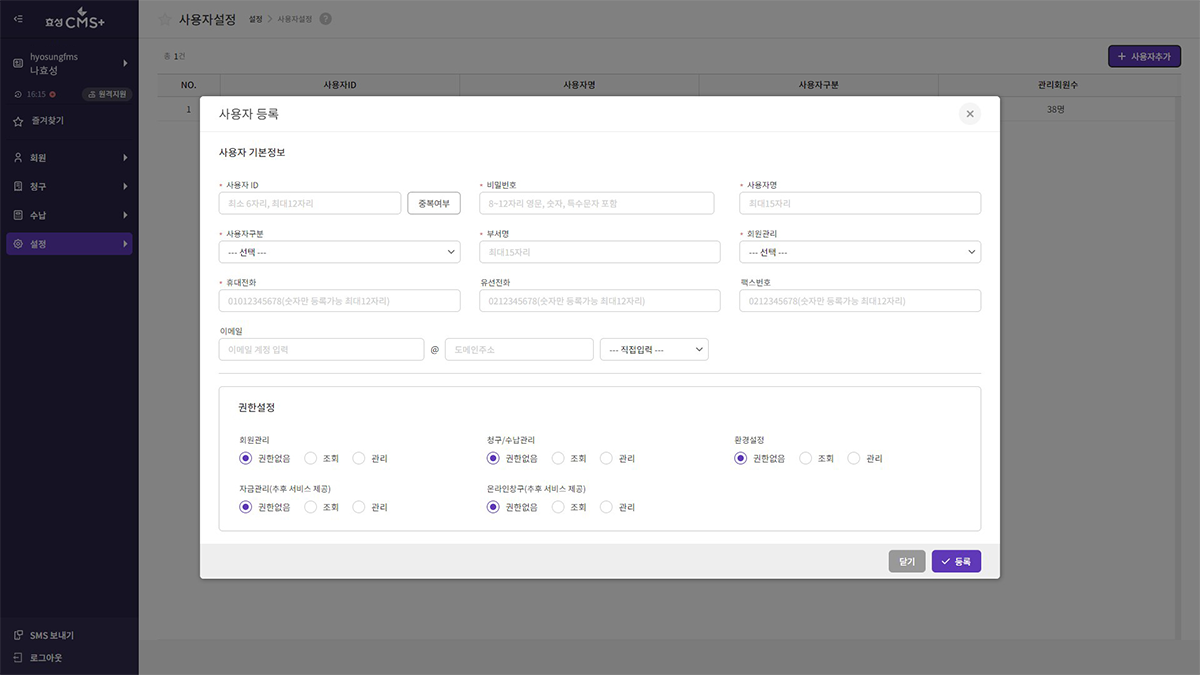 효성CMS+
hyosungfms
나효성
16:15
원격지원
즐겨찾기
회원
청구
수납
설정
SMS 보내기
로그아웃
사용자설정
설정 > 사용자설정 ?
총 1건
+ 사용자추가
NO. 사용자ID 사용자명 사용자구분 관리회원수
1 38명
사용자 등록
사용자 기본정보
• 사용자 ID
최소 6자리, 최대12자리
중복여부
• 비밀번호
8~12자리 영문, 숫자, 특수문자 포함
• 사용자명
최대15자리
• 사용자구분
--- 선택 ---
• 부서명
최대15자리
• 회원관리
--- 선택 ---
• 휴대전화
01012345678(숫자만 등록가능 최대12자리)
유선전화
0212345678(숫자만 등록가능 최대12자리)
팩스번호
0212345678(숫자만 등록가능 최대12자리)
이메일
이메일 계정 입력 @ 도메인주소 --- 직접입력 ---
권한설정
회원관리
권한없음 조회 관리
청구/수납관리
권한없음 조회 관리
환경설정
권한없음 조회 관리
자금관리(추후 서비스 제공)
권한없음 조회 관리
온라인창구(추후 서비스 제공)
권한없음 조회 관리
닫기
등록